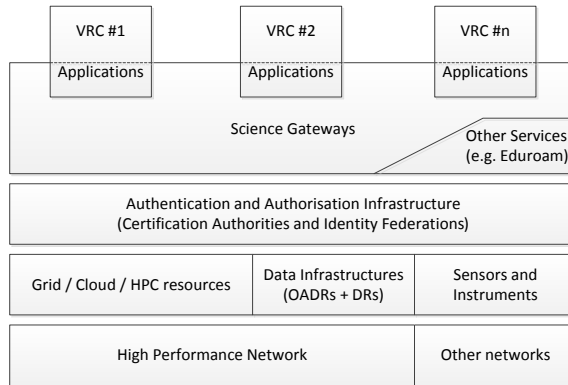 VRC #1
VRC #2
VRC #n
Applications
Applications
Applications
Science Gateways
Other Services
(e.g. Eduroam)
Authentication and Authorisation Infrastructure
(Certification Authorities and Identity Federations)
Grid / Cloud / HPC resources
Data Infrastructures
(OADRs + DRs)
Sensors and
Instruments
High Performance Network
Other networks